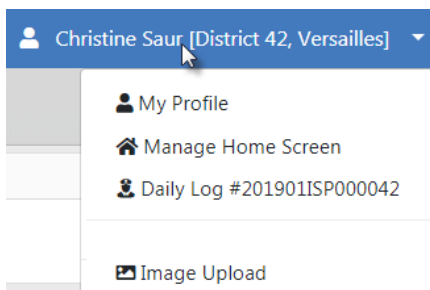 Christine Saur [District 42, Versailles]
My Profile
Manage Home Screen
Daily Log #201901ISP000042
Image Upload